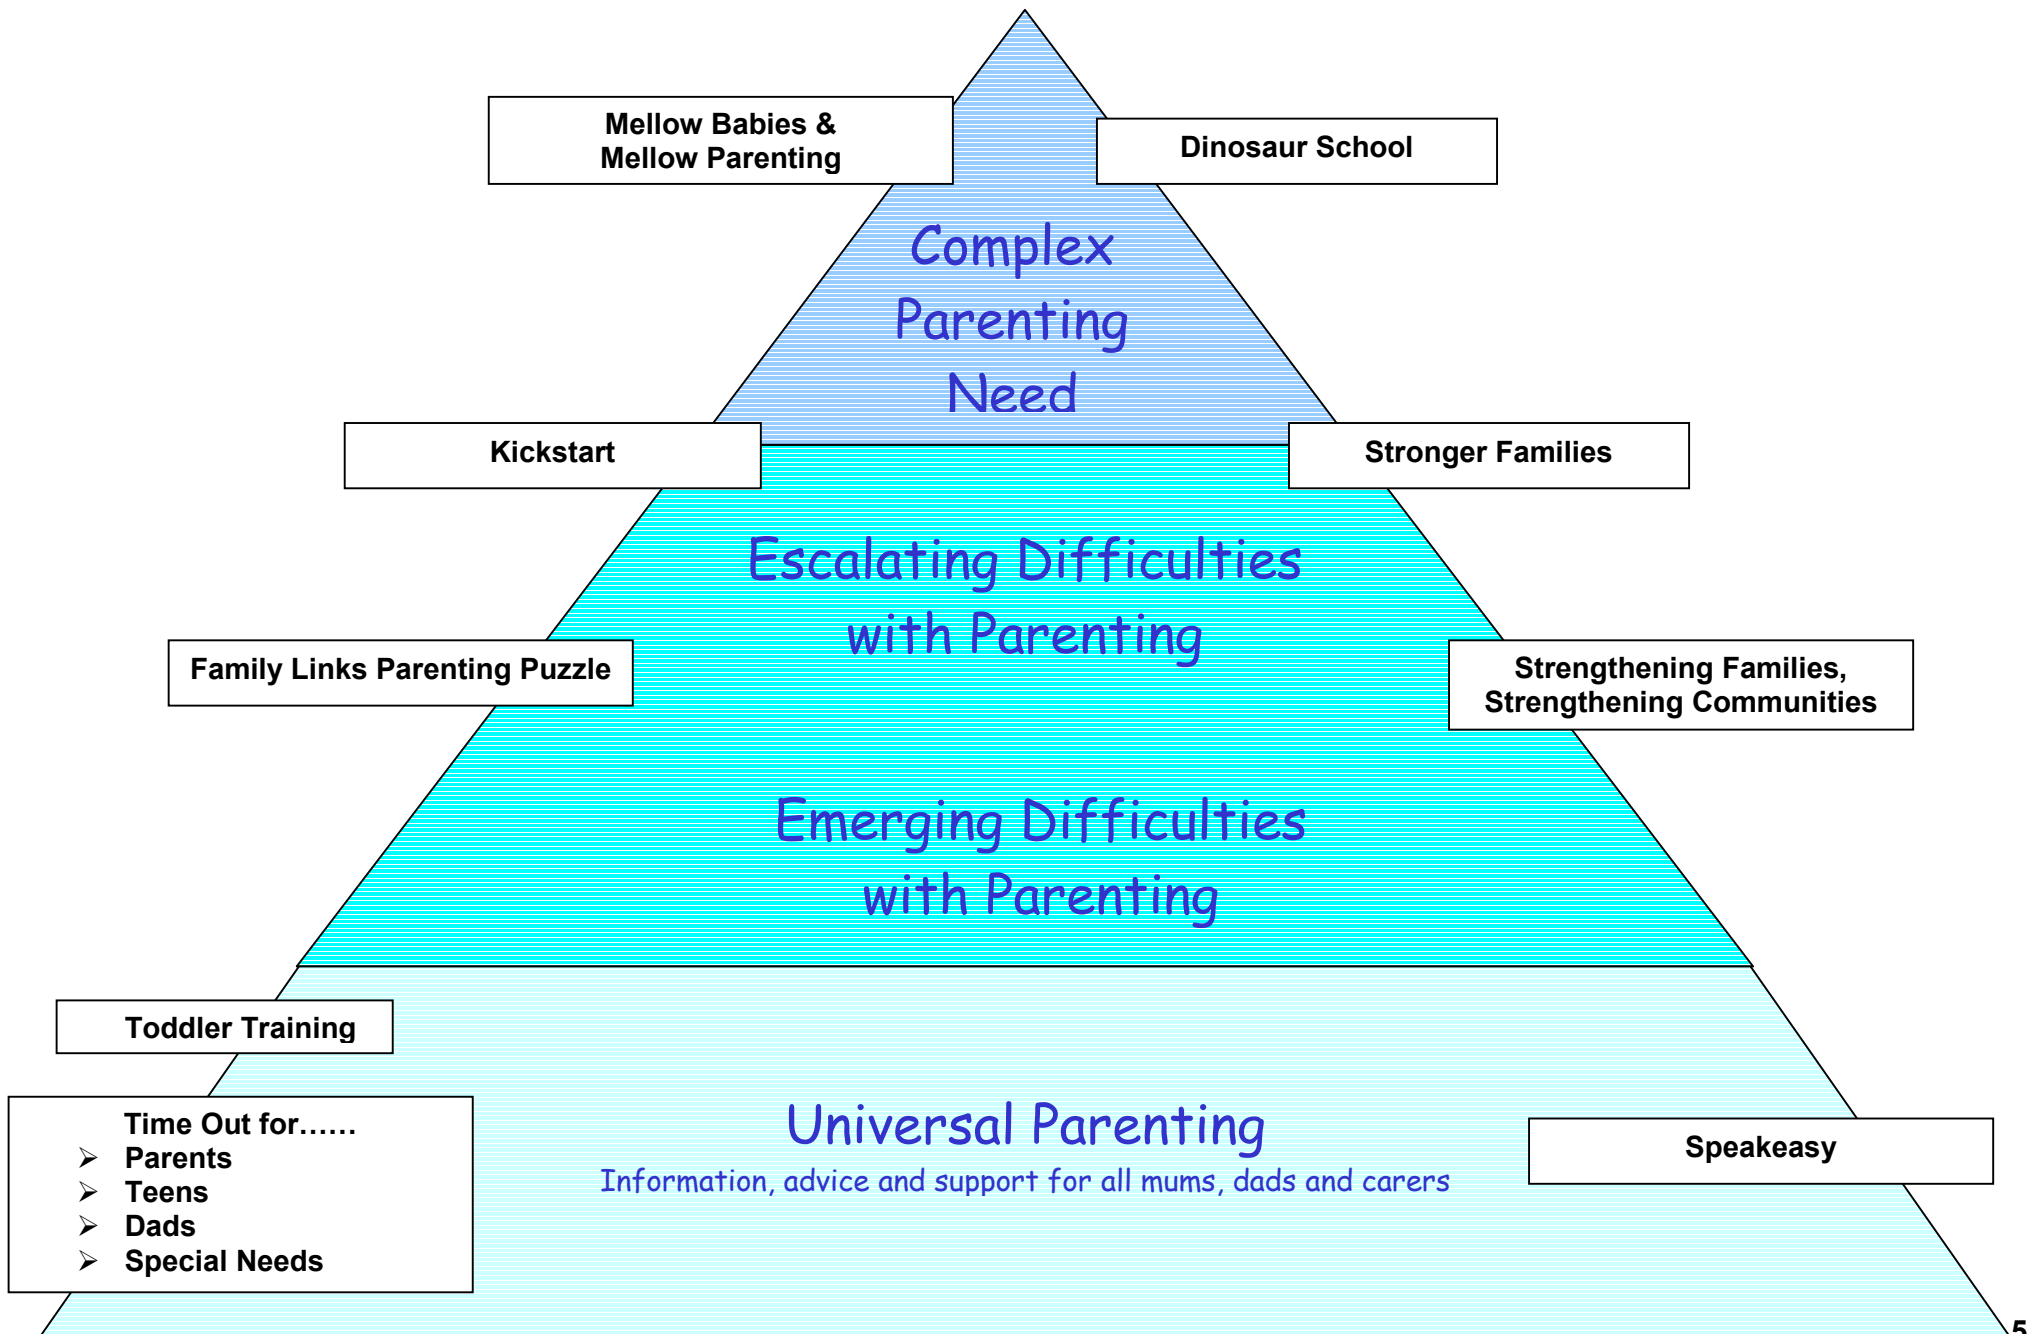 Mellow Babies &
Mellow Parenting
Dinosaur School
Complex
Parenting
Need
Kickstart
Stronger Families
Escalating Difficulties
with Parenting
Family Links Parenting Puzzle
Strengthening Families,
Strengthening Communities
Emerging Difficulties
with Parenting
Toddler Training
Time Out for……
➢ Parents
➢ Teens
➢ Dads
➢ Special Needs
Universal Parenting
Information, advice and support for all mums, dads and carers
Speakeasy
5